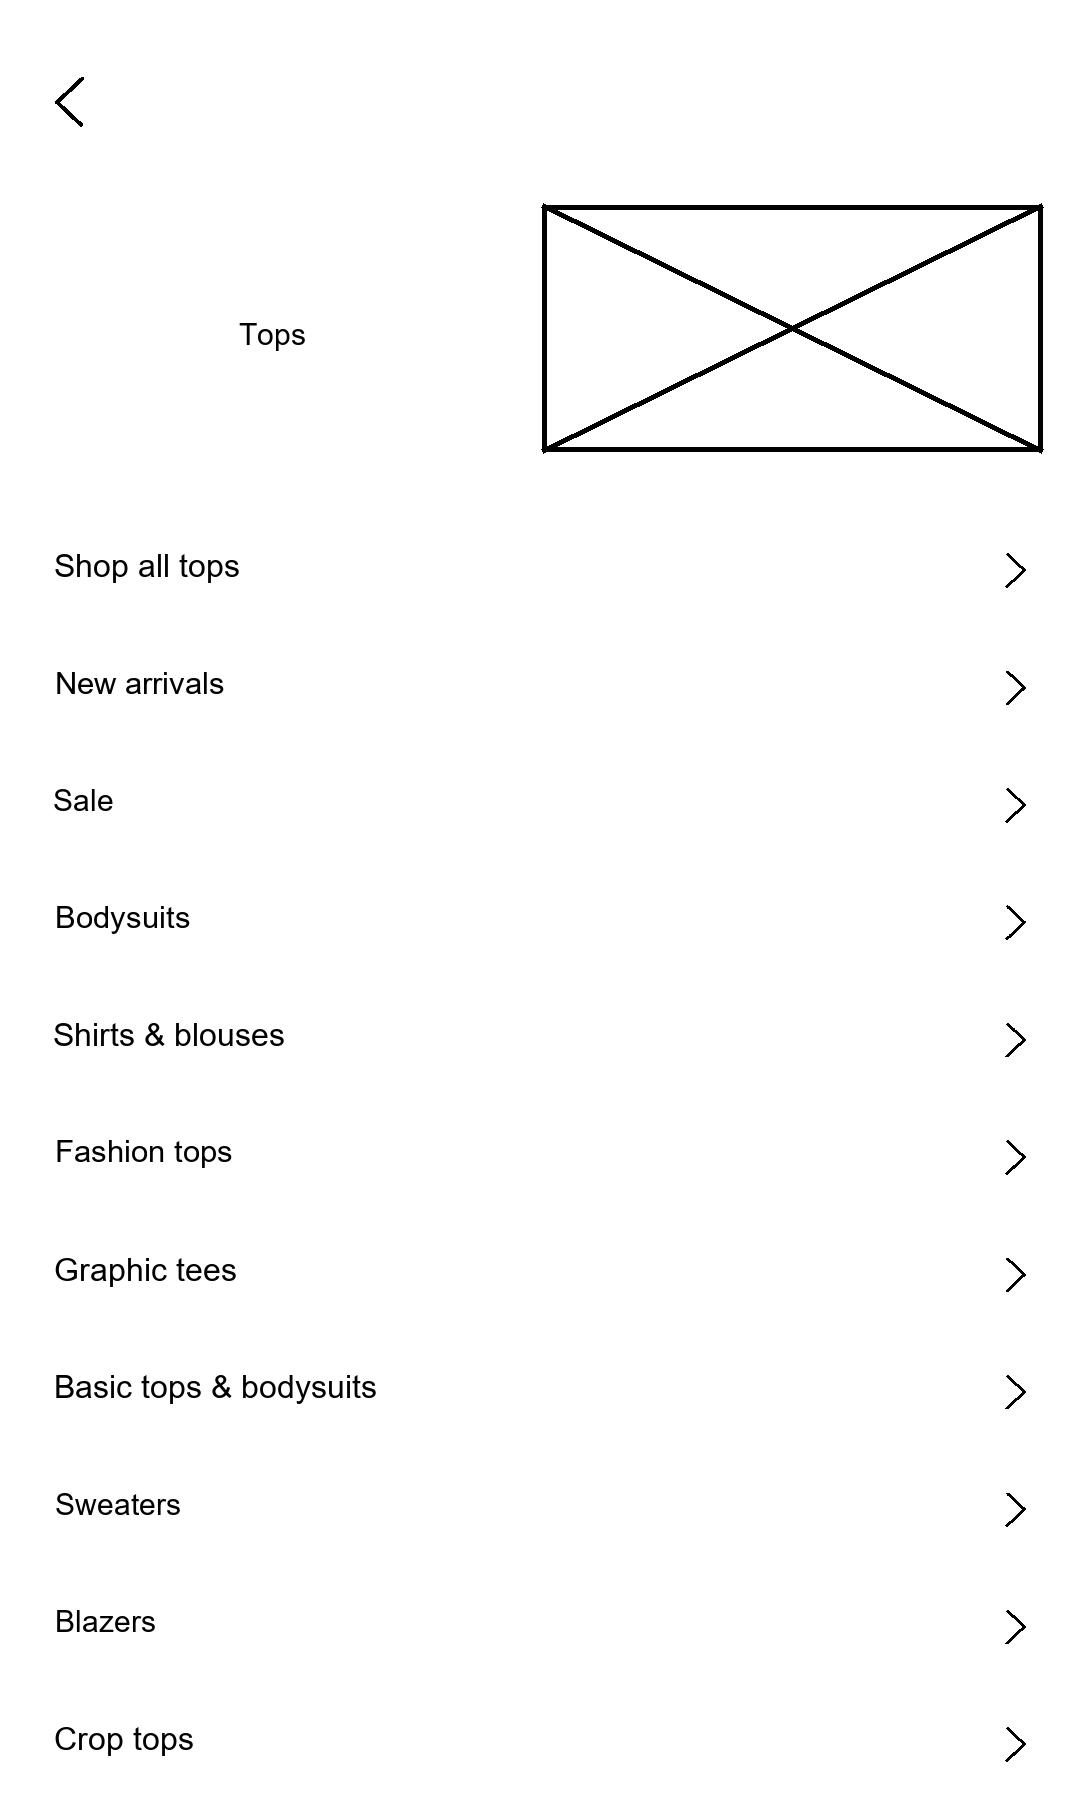 Tops
Shop all tops
New arrivals
Sale
Bodysuits
Shirts & blouses
Fashion tops
Graphic tees
Basic tops & bodysuits
Sweaters
Blazers
Crop tops